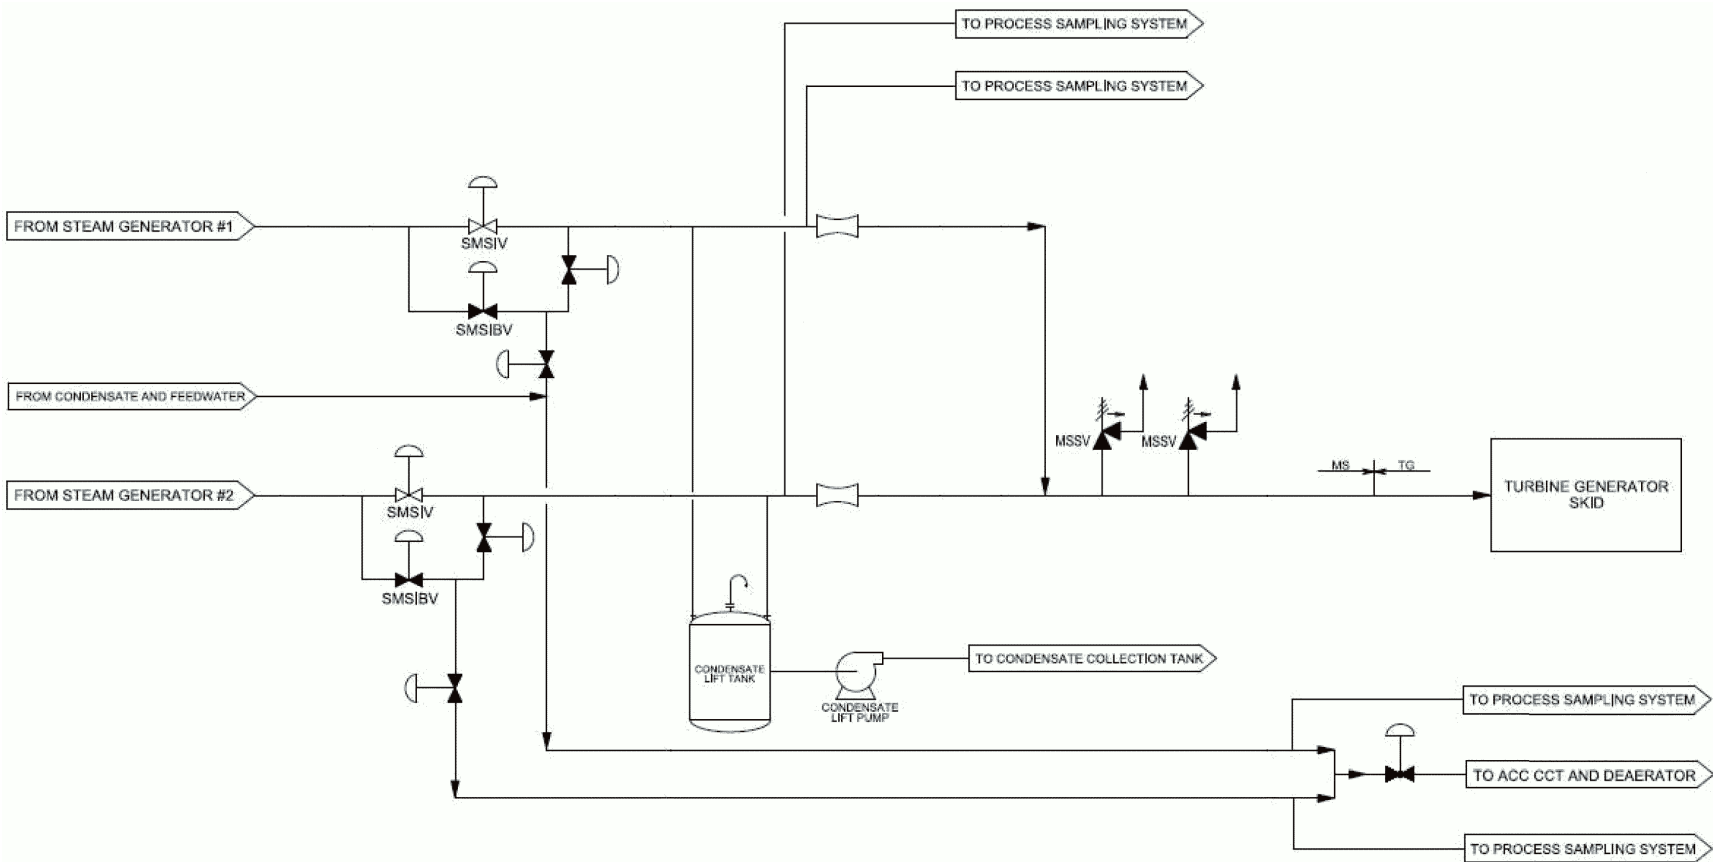 TO PROCESS SAMPLING SYSTEM
TO PROCESS SAMPLING SYSTEM
FROM STEAM GENERATOR #1
SMSIV
SMSIBV
FROM CONDENSATE AND FEEDWATER
MSSV
MSSV
FROM STEAM GENERATOR #2
SMSIV
MS
TG
TURBINE GENERATOR
SKID
SMSIBV
CONDENSATE
LIFT TANK
TO CONDENSATE COLLECTION TANK
CONDENSATE
LIFT PUMP
TO PROCESS SAMPLING SYSTEM
TO ACC CCT AND DEAERATOR
TO PROCESS SAMPLING SYSTEM